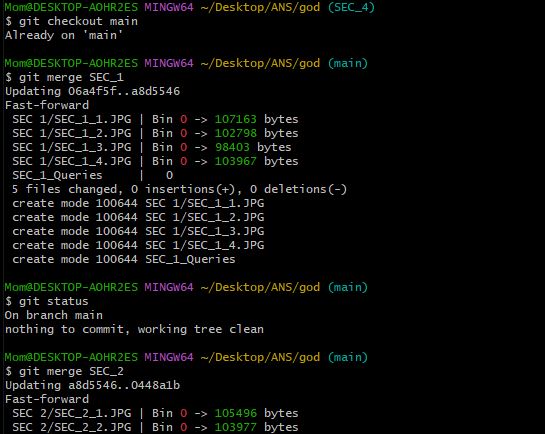 Mom@DESKTOP-AOHR2ES MINGW64 ~/Desktop/ANS/god (SEC_4)
$ git checkout main
Already on 'main'
Mom@DESKTOP-AOHR2ES MINGW64 ~/Desktop/ANS/god (main)
$ git merge SEC_1
Updating 06a4f5f..a8d5546
Fast-forward
SEC 1/SEC_1_1.JPG | Bin 0 -> 107163 bytes
SEC 1/SEC_1_2.JPG | Bin 0 -> 102798 bytes
SEC 1/SEC_1_3.JPG | Bin 0 -> 98403 bytes
SEC 1/SEC_1_4.JPG | Bin 0 -> 103967 bytes
SEC_1_Queries     |   0
5 files changed, 0 insertions(+), 0 deletions(-)
create mode 100644 SEC 1/SEC_1_1.JPG
create mode 100644 SEC 1/SEC_1_2.JPG
create mode 100644 SEC 1/SEC_1_3.JPG
create mode 100644 SEC 1/SEC_1_4.JPG
create mode 100644 SEC_1_Queries
Mom@DESKTOP-AOHR2ES MINGW64 ~/Desktop/ANS/god (main)
$ git status
On branch main
nothing to commit, working tree clean
Mom@DESKTOP-AOHR2ES MINGW64 ~/Desktop/ANS/god (main)
$ git merge SEC_2
Updating a8d5546..0448a1b
Fast-forward
SEC 2/SEC_2_1.JPG | Bin 0 -> 105496 bytes
SEC 2/SEC_2_2.JPG | Bin 0 -> 103977 bytes